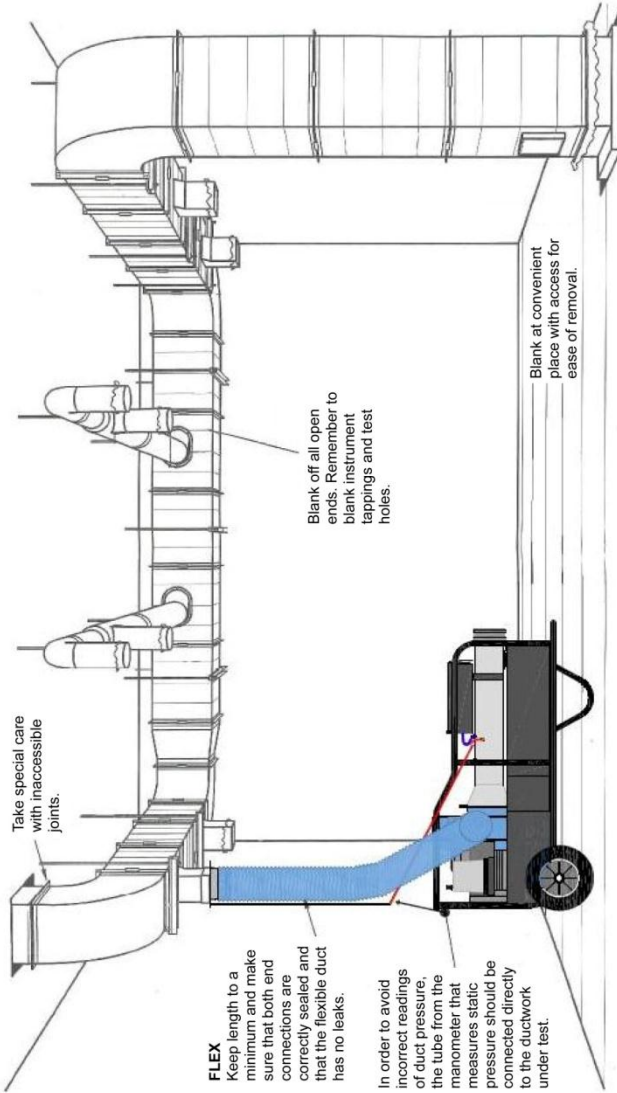 Take special care
with inaccessible
joints.
FLEX
Keep length to a
minimum and make
sure that both end
connections are
correctly sealed and
that the flexible duct
has no leaks.
In order to avoid
incorrect readings
of duct pressure,
the tube from the
manometer that
measures static
pressure should be
connected directly
to the ductwork
under test.
Blank off all open
ends. Remember to
blank instrument
tappings and test
holes.
Blank at convenient
place with access for
ease of removal.